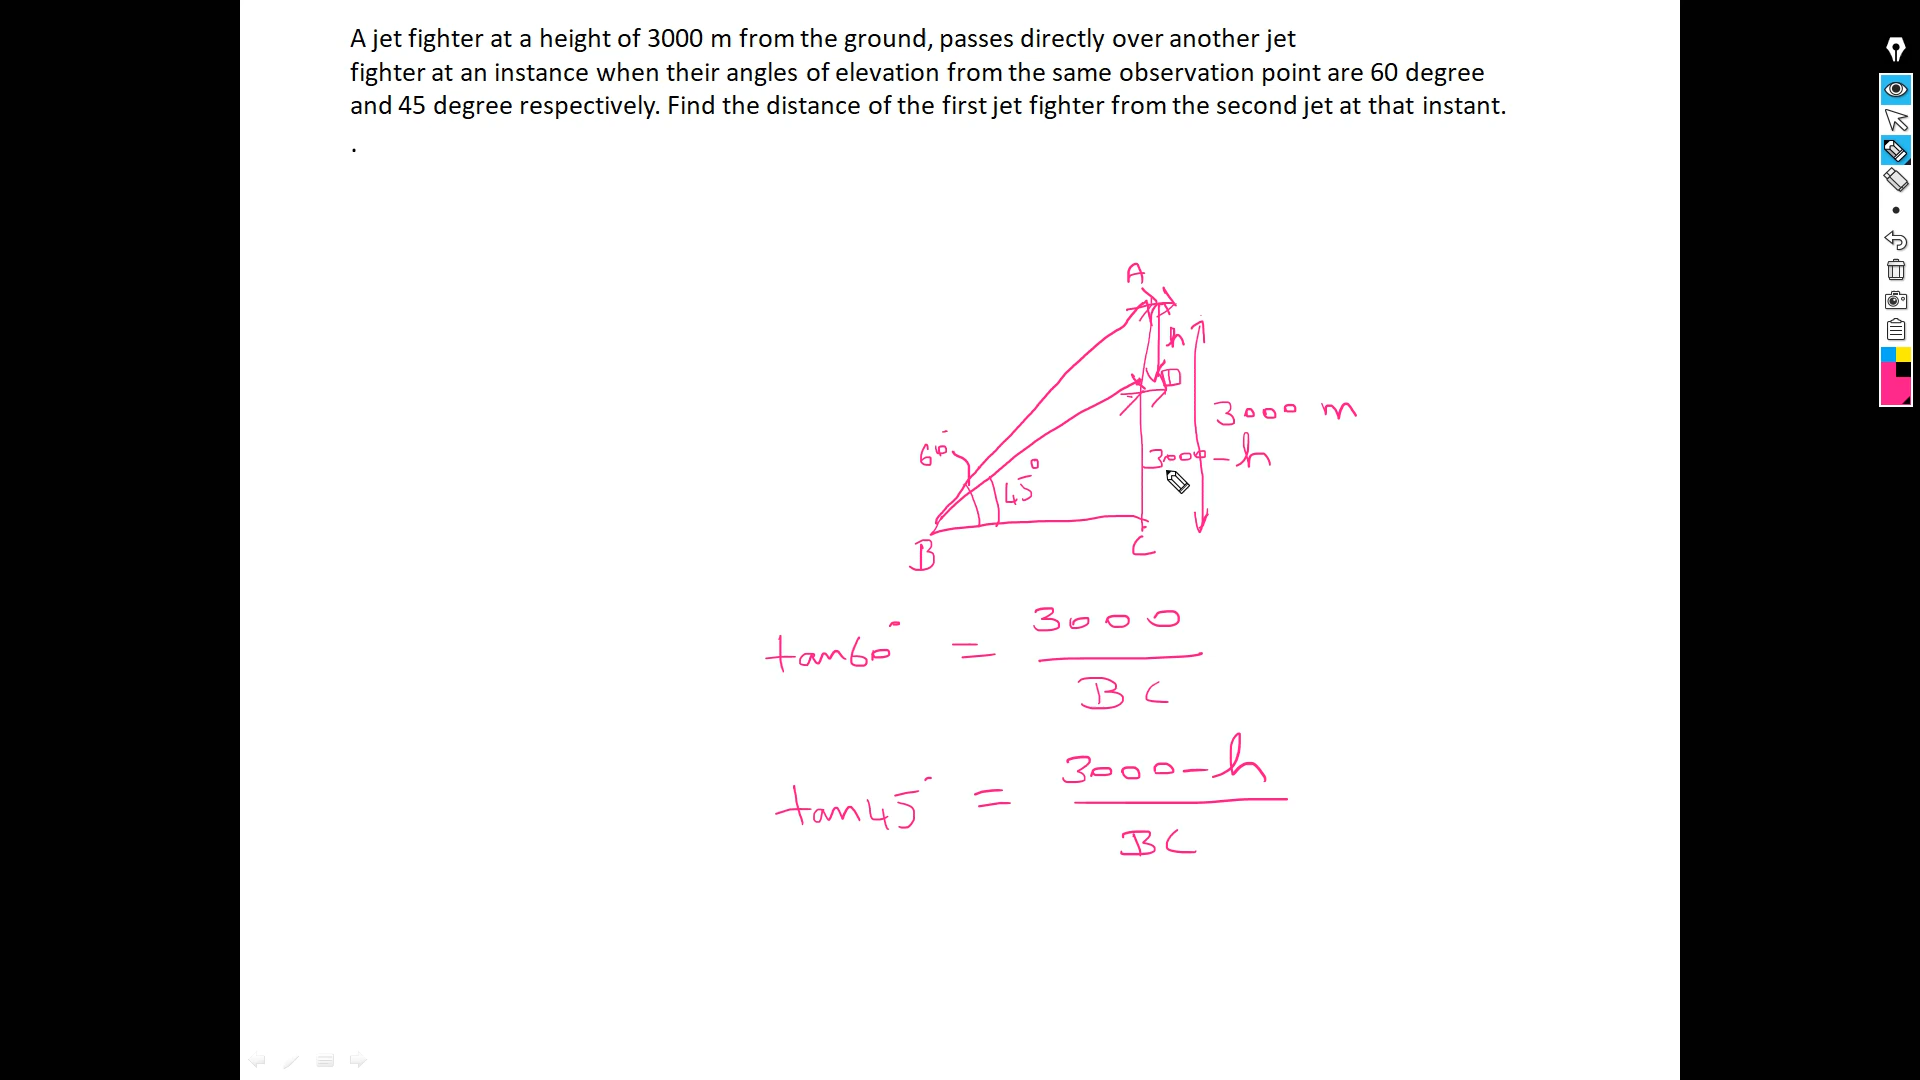 A jet fighter at a height of 3000 m from the ground, passes directly over another jet
fighter at an instance when their angles of elevation from the same observation point are 60 degree
and 45 degree respectively. Find the distance of the first jet fighter from the second jet at that instant.
.
A
h
D
3000 m
60°
3000-h
45°
B
C
tan60° = 3000
BC
tan45° = 3000-h
BC